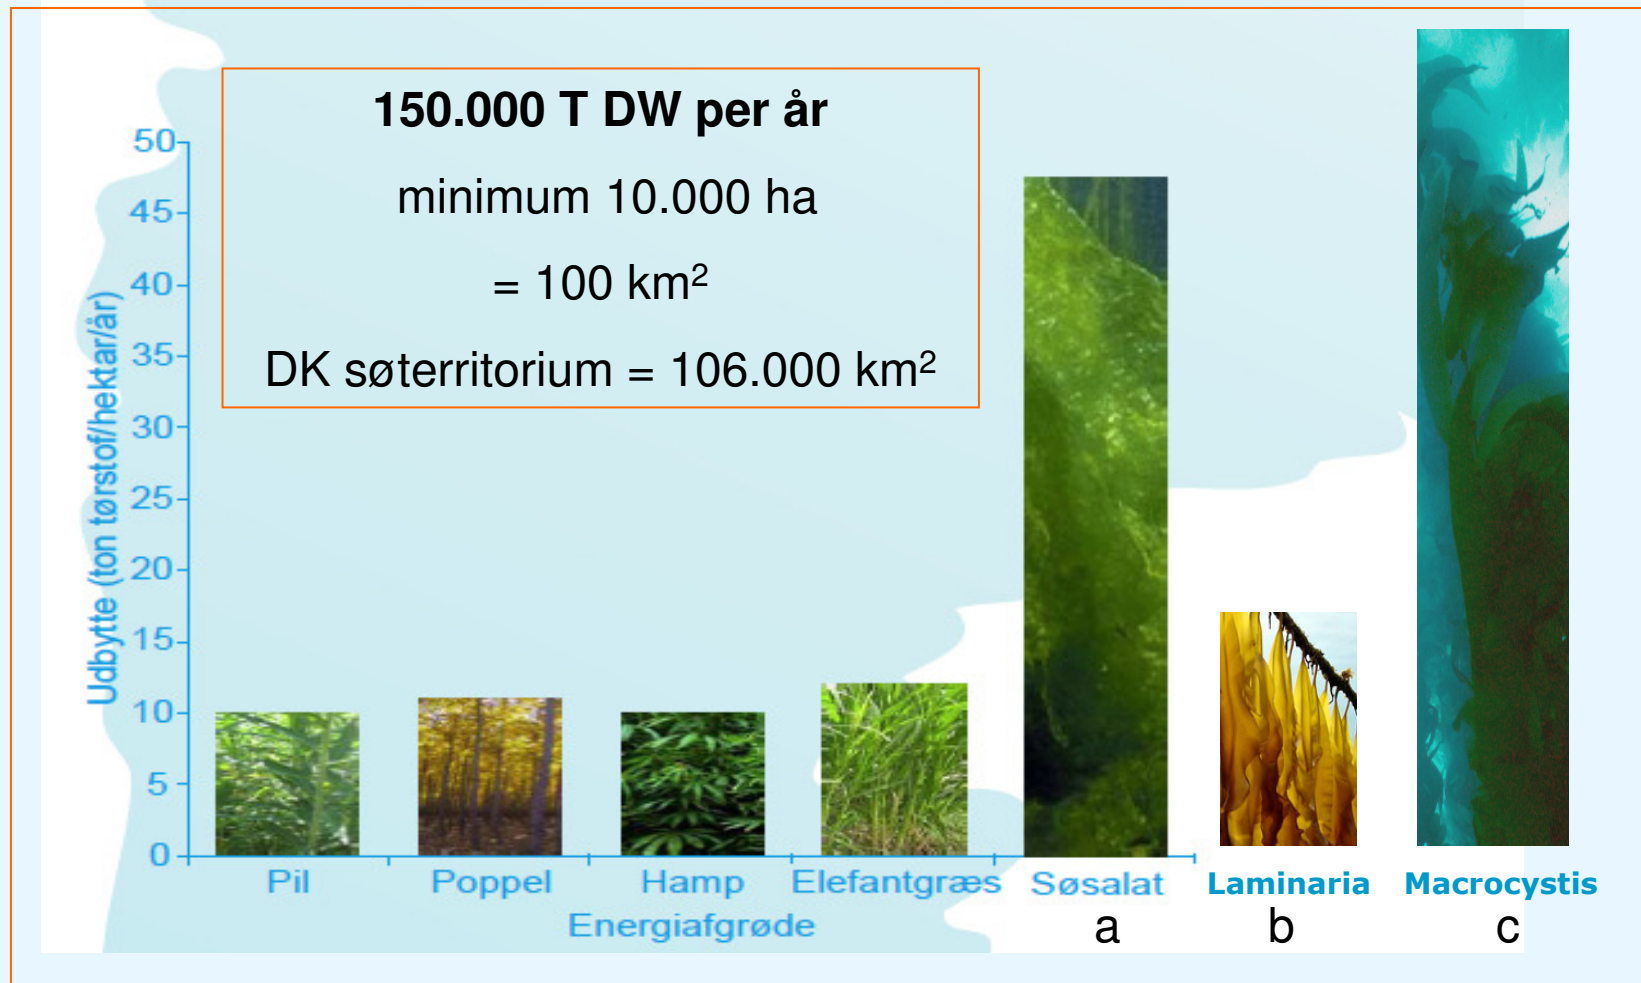 150.000 T DW per år
minimum 10.000 ha
= 100 km²
DK søterritorium = 106.000 km²
Udbytte (ton tørstof/hektar/år)
50
45
40
35
30
25
20
15
10
5
0
Pil Poppel Hamp Elefantgræs Søsalat Laminaria Macrocystis
Energiafgrøde
a b c